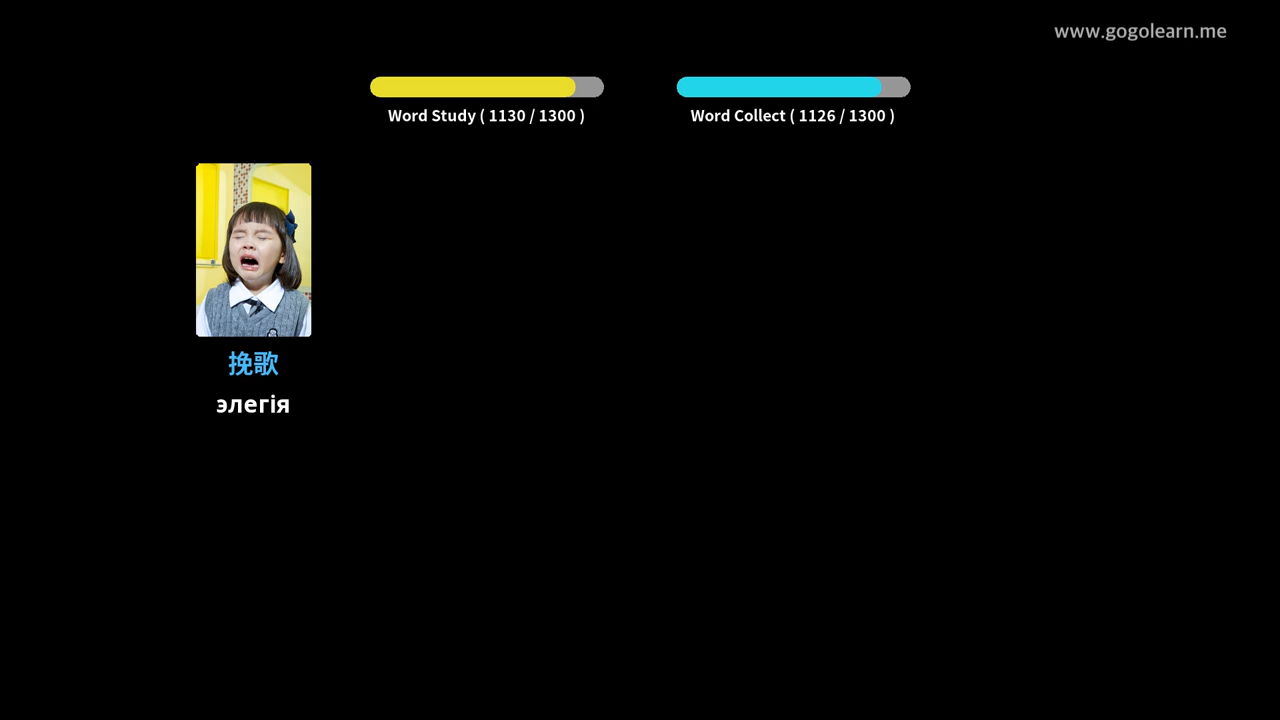 www.gogolearn.me
Word Study ( 1130 / 1300 )
Word Collect ( 1126 / 1300 )
挽歌
элегія